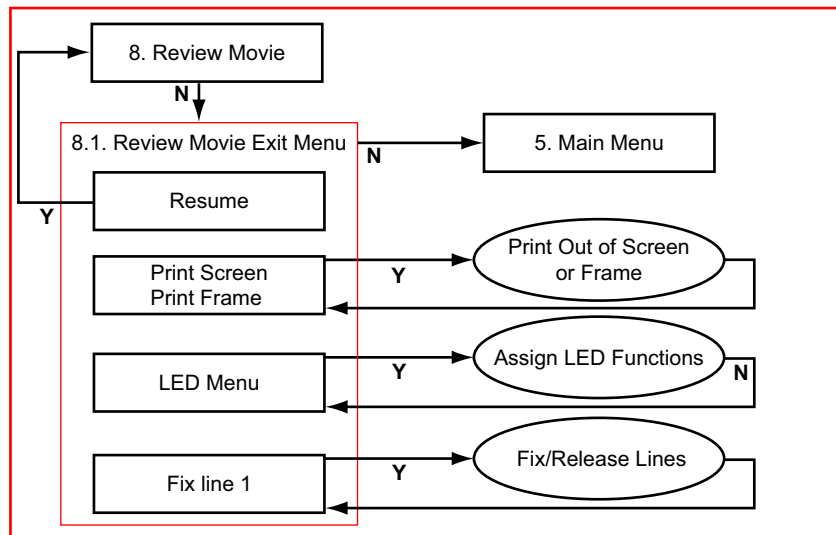 8. Review Movie
N
8.1. Review Movie Exit Menu
N
5. Main Menu
Resume
Y
Print Screen
Print Frame
Y
Print Out of Screen
or Frame
LED Menu
Y
Assign LED Functions
N
Fix line 1
Y
Fix/Release Lines